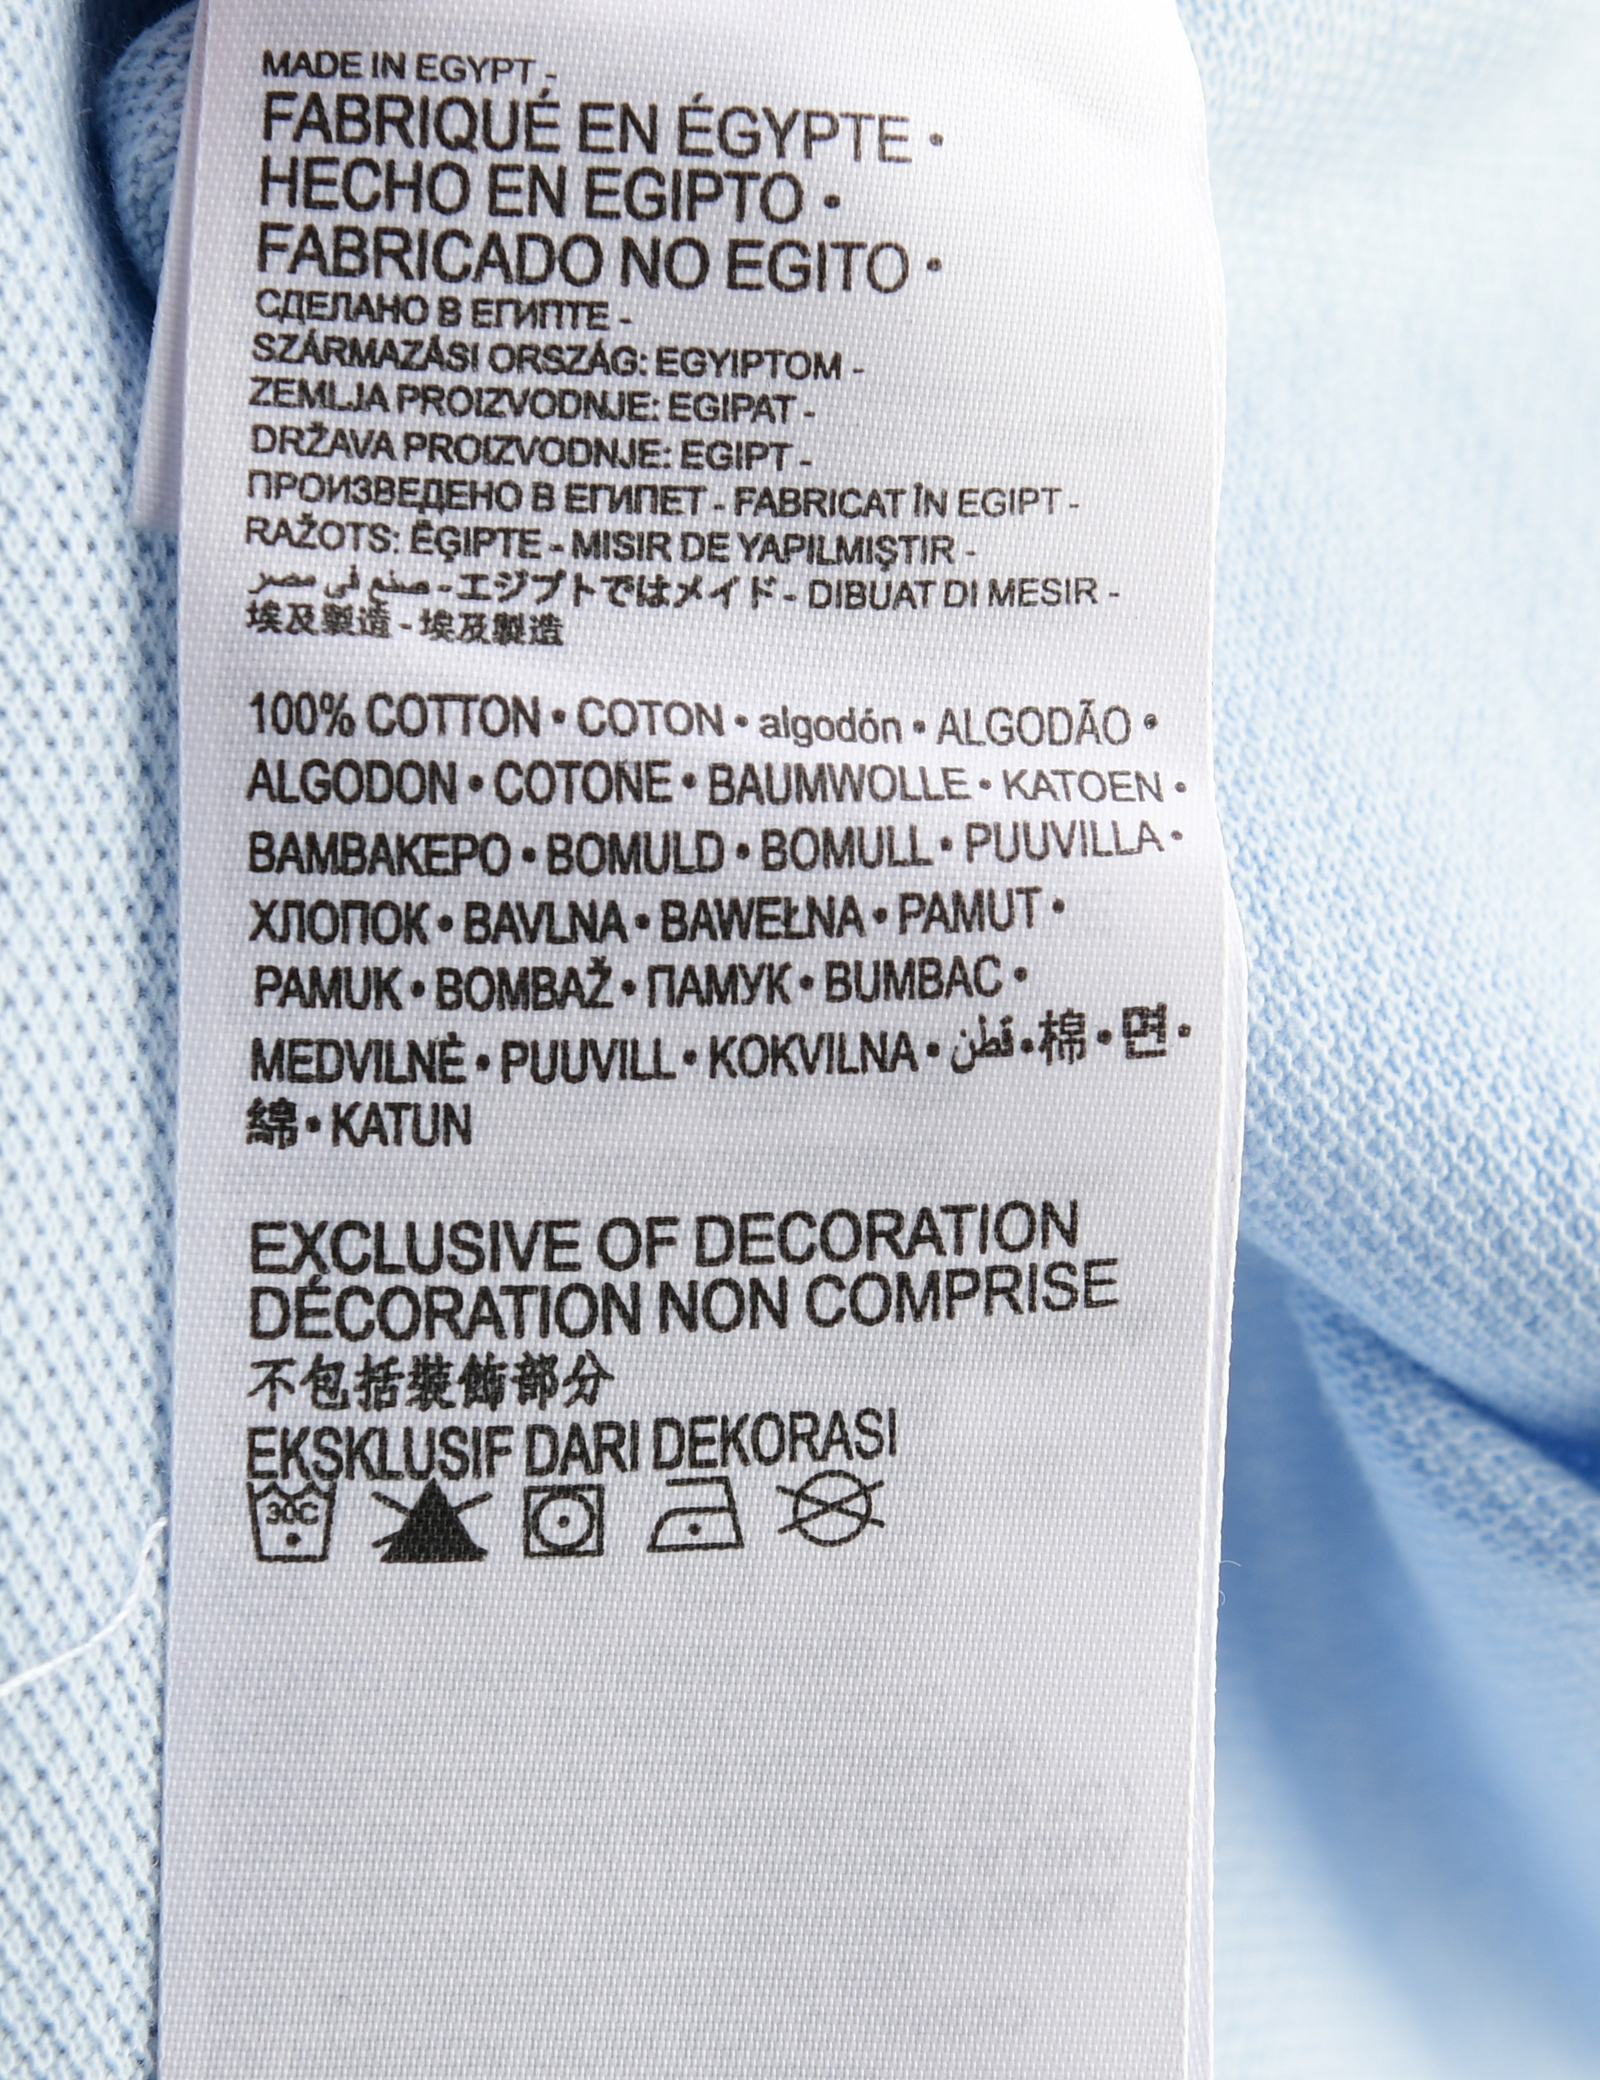 MADE IN EGYPT -
FABRIQUÉ EN ÉGYPTE •
HECHO EN EGIPTO •
FABRICADO NO EGITO •
СДЕЛАНО В ЕГИПТЕ -
SZÁRMAZÁSI ORSZÁG: EGYIPTOM -
ZEMLJA PROIZVODNJE: EGIPAT -
DRŽAVA PROIZVODNJE: EGIPT -
ПРОИЗВЕДЕНО В ЕГИПЕТ - FABRICAT ÎN EGIPT -
RAŽOTS: ĒĢIPTE - MISIR DE YAPILMIŞTIR -
صنع في مصر - エジプトではメイド - DIBUAT DI MESIR -
埃及製造 - 埃及製造
100% COTTON • COTON • algodón • ALGODÃO •
ALGODON • COTONE • BAUMWOLLE • KATOEN •
BAMBAKEPO • BOMULD • BOMULL • PUUVILLA •
ХЛОПОК • BAVLNA • BAWEŁNA • PAMUT •
PAMUK • BOMBAŽ • ПАМУК • BUMBAC •
MEDVILNĖ • PUUVILL • KOKVILNA • قطن • 棉 • 면 •
綿 • KATUN
EXCLUSIVE OF DECORATION
DÉCORATION NON COMPRISE
不包括裝飾部分
EKSKLUSIF DARI DEKORASI
30C